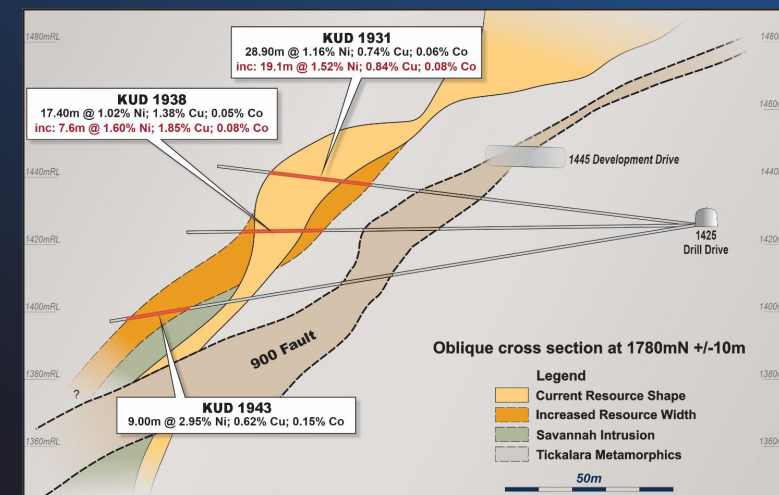 1480mRL
1480
KUD 1931
28.90m @ 1.16% Ni; 0.74% Cu; 0.06% Co
inc: 19.1m @ 1.52% Ni; 0.84% Cu; 0.08% Co
KUD 1938
17.40m @ 1.02% Ni; 1.38% Cu; 0.05% Co
inc: 7.6m @ 1.60% Ni; 1.85% Cu; 0.08% Co
1460
1440mRL
1440
1445 Development Drive
1420mRL
1420
1425
Drill Drive
1400mRL
1400
900 Fault
Oblique cross section at 1780mN +/-10m
1380mRL
1380
?
KUD 1943
9.00m @ 2.95% Ni; 0.62% Cu; 0.15% Co
Legend
Current Resource Shape
Increased Resource Width
Savannah Intrusion
Tickalara Metamorphics
1360mRL
1360
50m